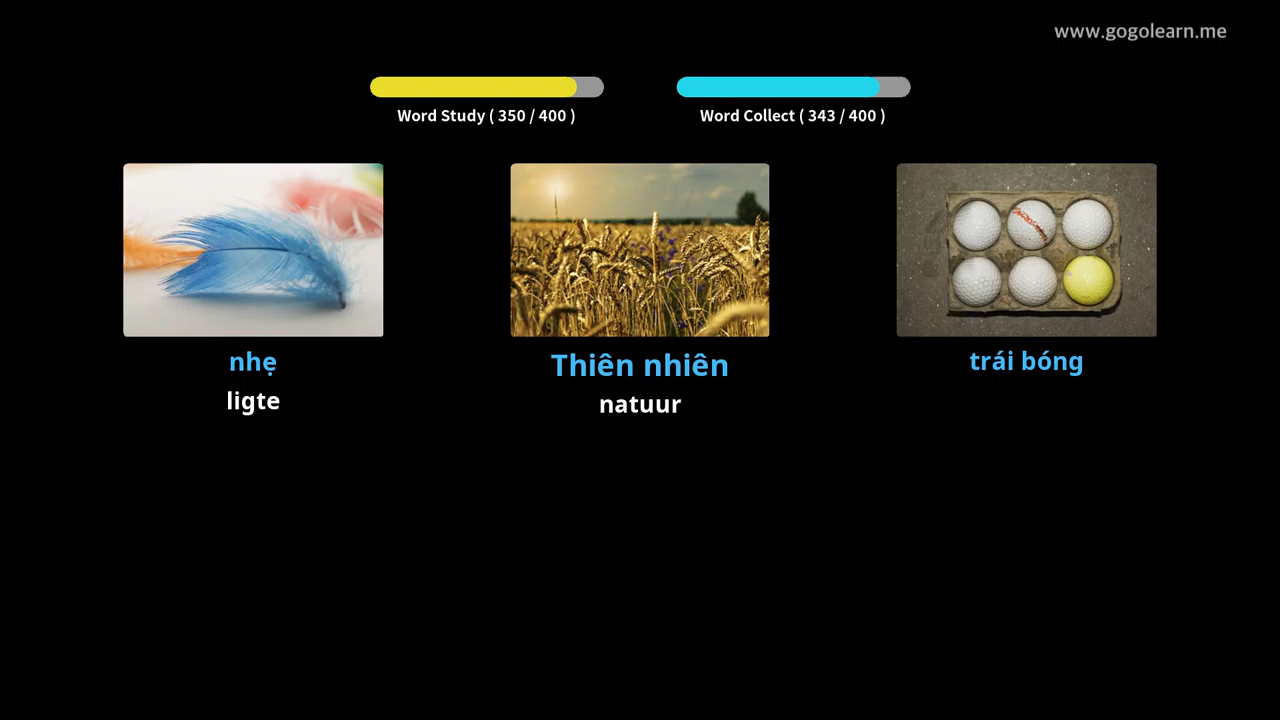 www.gogolearn.me
Word Study ( 350 / 400 )
Word Collect ( 343 / 400 )
nhẹ
Thiên nhiên
trái bóng
ligte
natuur